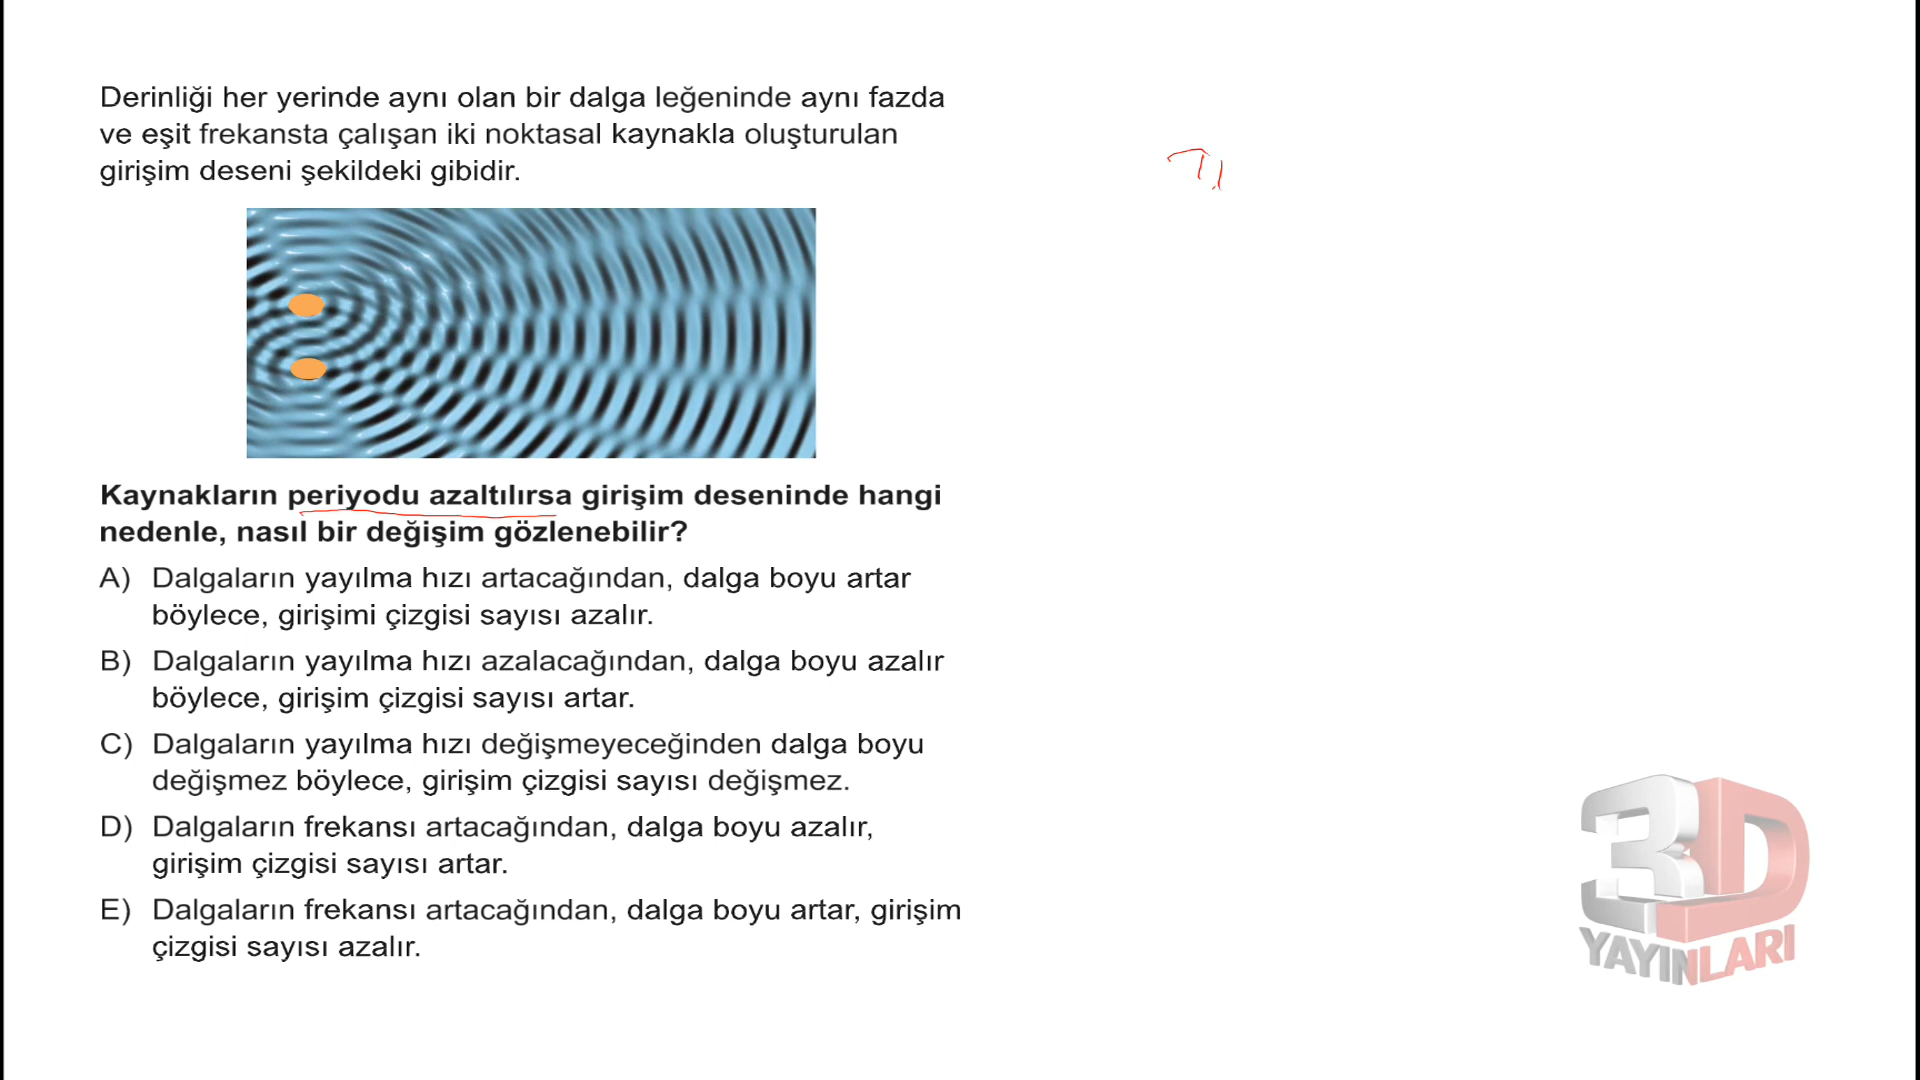 Derinliği her yerinde aynı olan bir dalga leğeninde aynı fazda
ve eşit frekansta çalışan iki noktasal kaynakla oluşturulan
girişim deseni şekildeki gibidir.
Kaynakların periyodu azaltılırsa girişim deseninde hangi
nedenle, nasıl bir değişim gözlenebilir?
A) Dalgaların yayılma hızı artacağından, dalga boyu artar
böylece, girişimi çizgisi sayısı azalır.
B) Dalgaların yayılma hızı azalacağından, dalga boyu azalır
böylece, girişim çizgisi sayısı artar.
C) Dalgaların yayılma hızı değişmeyeceğinden dalga boyu
değişmez böylece, girişim çizgisi sayısı değişmez.
D) Dalgaların frekansı artacağından, dalga boyu azalır,
girişim çizgisi sayısı artar.
E) Dalgaların frekansı artacağından, dalga boyu artar, girişim
çizgisi sayısı azalır.
3D
YAYINLARI